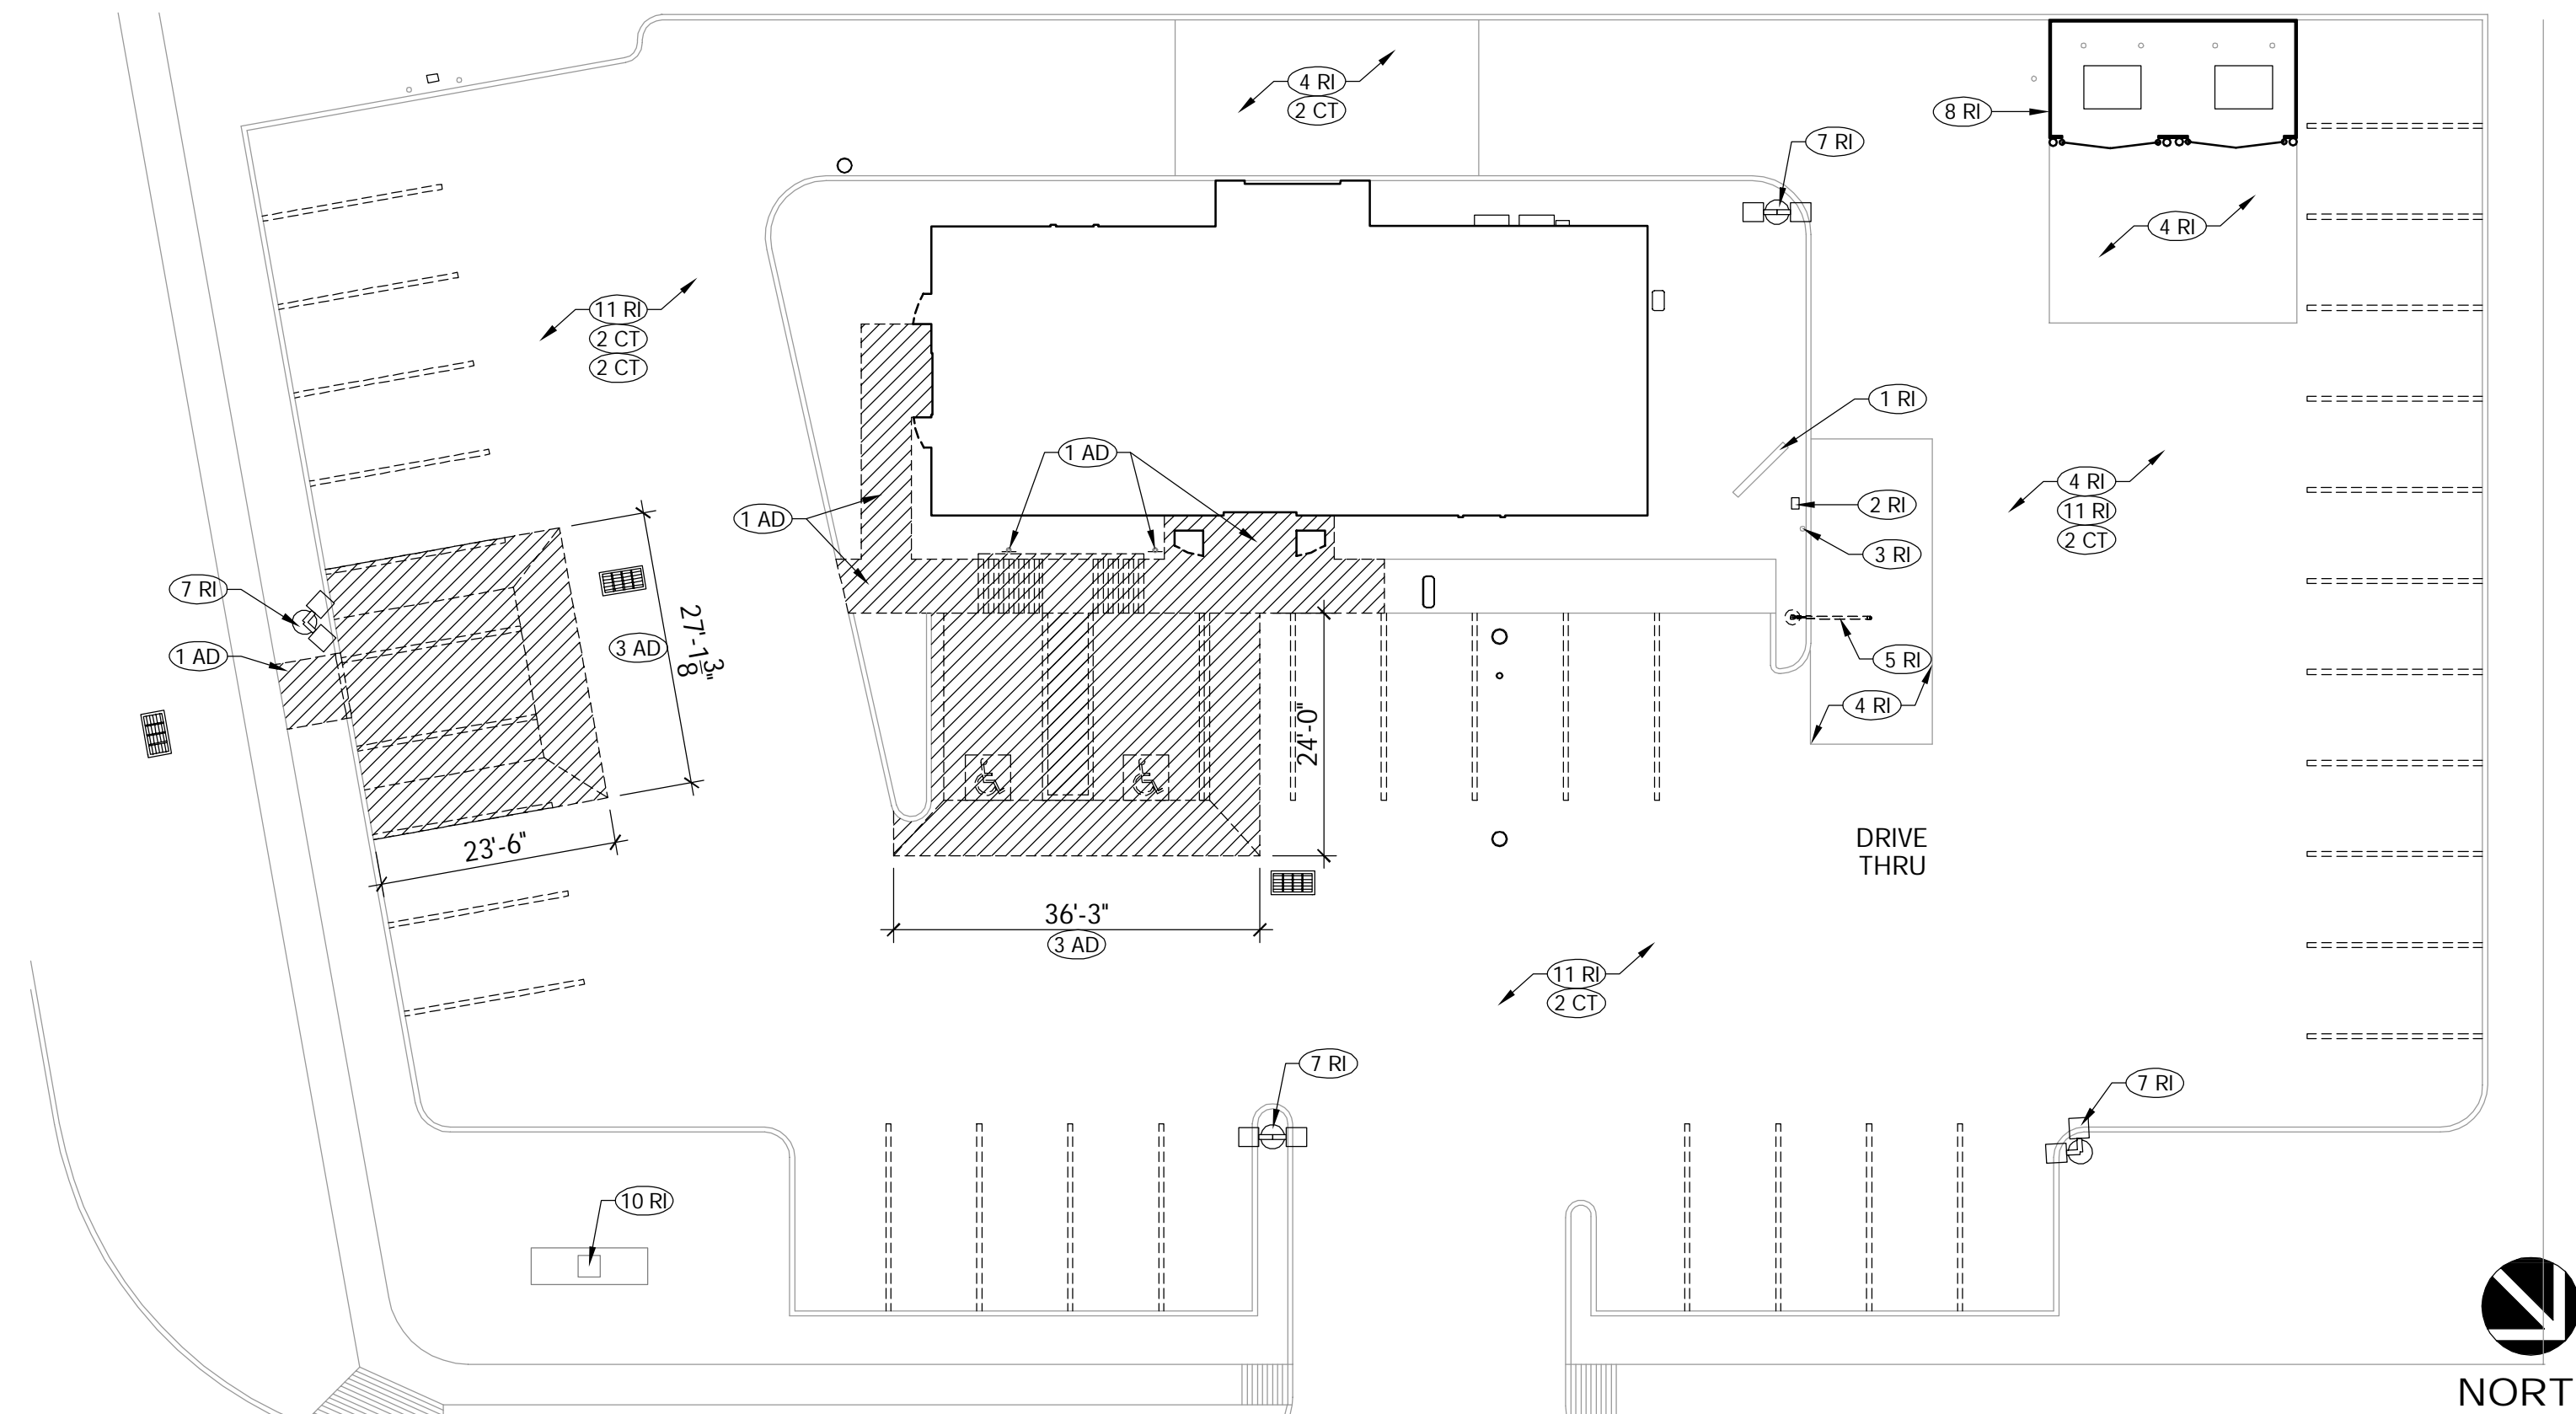 4 RI
2 CT
8 RI
7 RI
4 RI
11 RI
2 CT
2 CT
1 RI
1 AD
4 RI
11 RI
2 CT
2 RI
1 AD
3 RI
7 RI
1 AD
3 AD
27'-1 3/8"
5 RI
4 RI
24'-0"
23'-6"
DRIVE
THRU
36'-3"
3 AD
11 RI
2 CT
7 RI
7 RI
10 RI
NORT